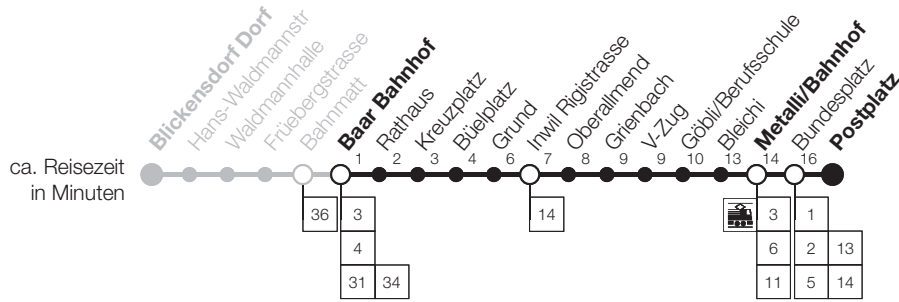 Blickensdorf Dorf
Hans-Waldmannstr
Waldmannhalle
Früebergstrasse
Bahnmatt
Baar Bahnhof
Rathaus
Kreuzplatz
Büelplatz
Grund
Inwil Rigistrasse
Oberallmend
Grienbach
V-Zug
Göbli/Berufsschule
Bleichi
Metalli/Bahnhof
Bundesplatz
Postplatz
ca. Reisezeit
in Minuten
1 2 3 4 6 7 8 9 9 10 13 14 16
36 3 14 3 1
4 6 2 13
31 34 11 5 14